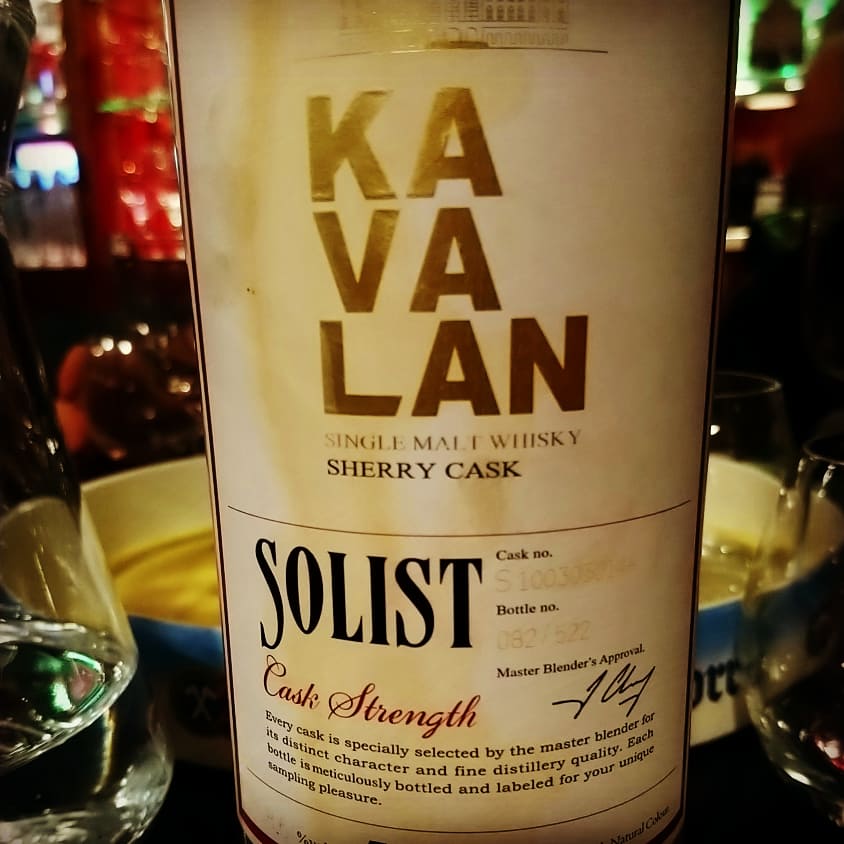 KA
VA
LAN
SINGLE MALT WHISKY
SHERRY CASK
SOLIST
Cask no.
Bottle no.
082/522
Master Blender's Approval.
Cask Strength
Every cask is specially selected by the master blender for
its distinct character and fine distillery quality. Each
bottle is meticulously bottled and labeled for your unique
sampling pleasure.
Natural Colour